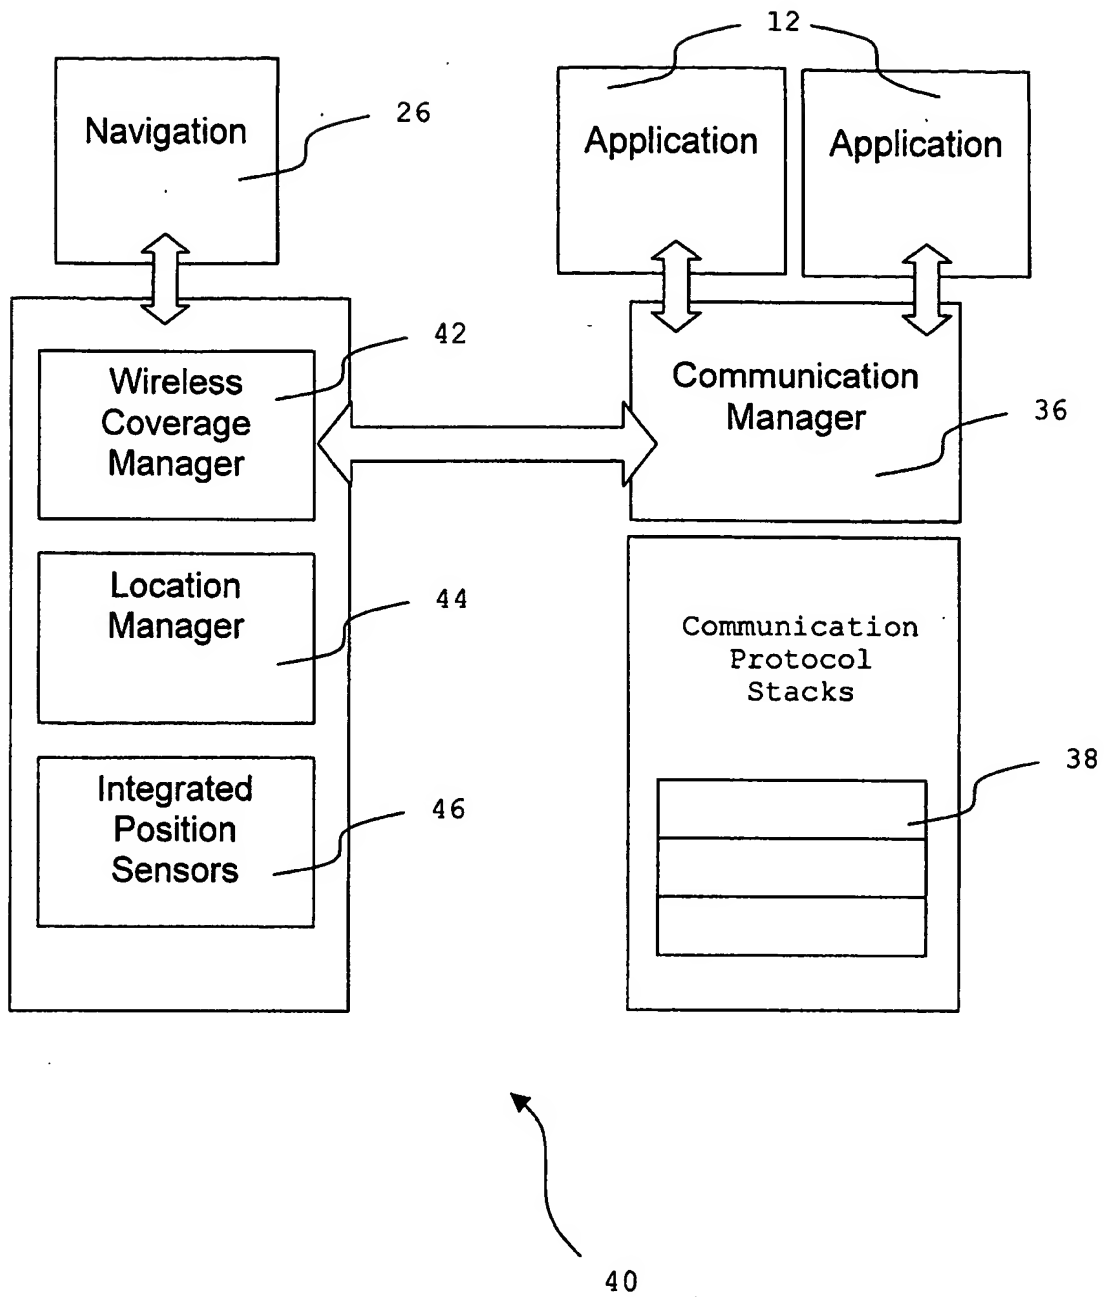 12
Navigation
26
Application
Application
42
Wireless
Coverage
Manager
Communication
Manager
36
Location
Manager
44
Communication
Protocol
Stacks
Integrated
Position
Sensors
46
38
40